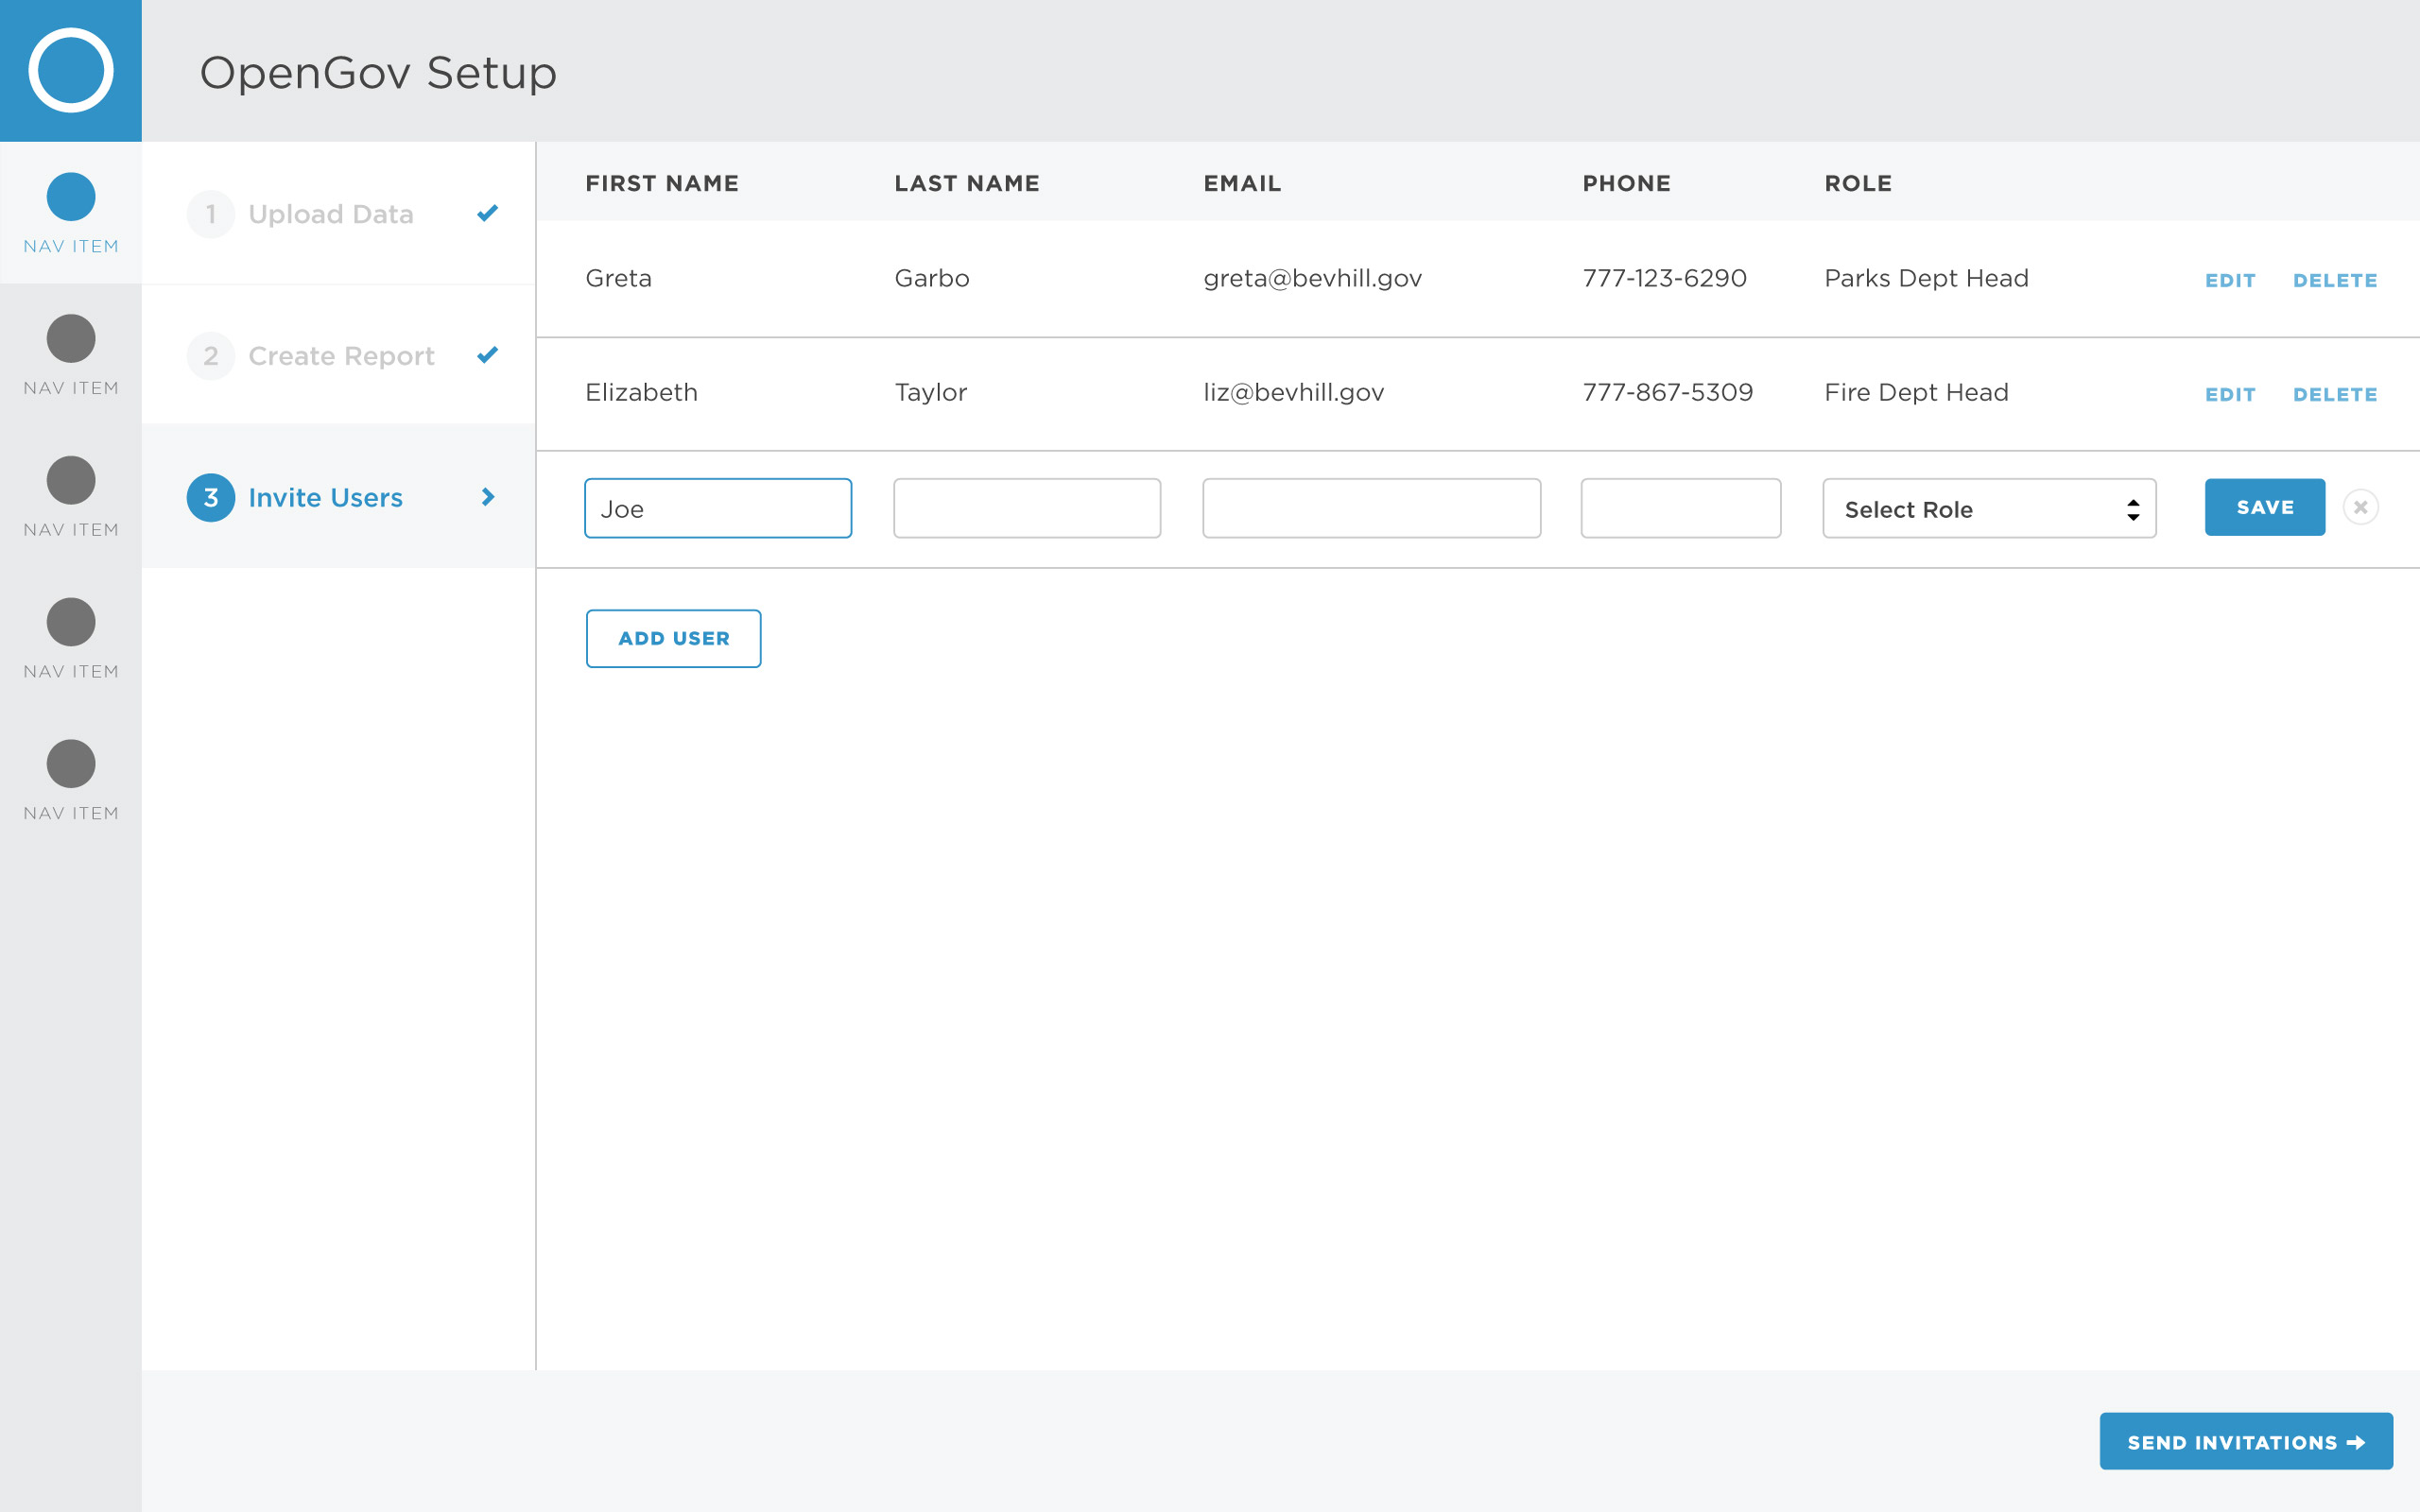 OpenGov Setup
NAV ITEM
NAV ITEM
NAV ITEM
NAV ITEM
NAV ITEM
1 Upload Data
2 Create Report
3 Invite Users
FIRST NAME LAST NAME EMAIL PHONE ROLE
Greta Garbo greta@bevhill.gov 777-123-6290 Parks Dept Head EDIT DELETE
Elizabeth Taylor liz@bevhill.gov 777-867-5309 Fire Dept Head EDIT DELETE
Joe Select Role SAVE
ADD USER
SEND INVITATIONS